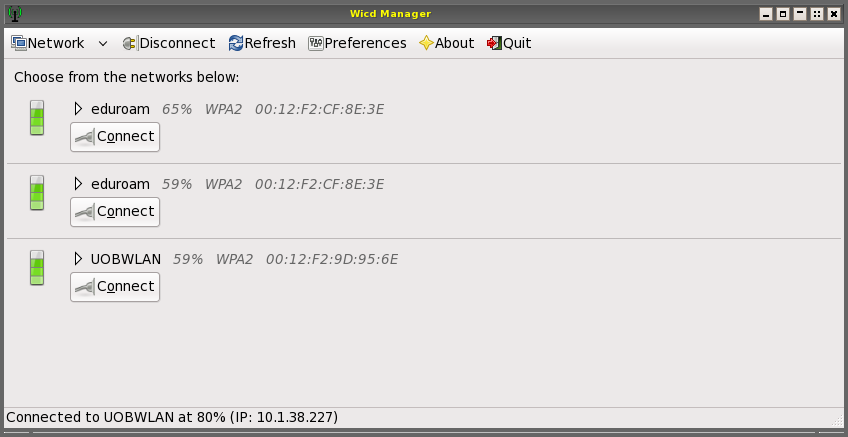 Wicd Manager
Network Disconnect Refresh Preferences About Quit
Choose from the networks below:
eduroam 65% WPA2 00:12:F2:CF:8E:3E
Connect
eduroam 59% WPA2 00:12:F2:CF:8E:3E
Connect
UOBWLAN 59% WPA2 00:12:F2:9D:95:6E
Connect
Connected to UOBWLAN at 80% (IP: 10.1.38.227)